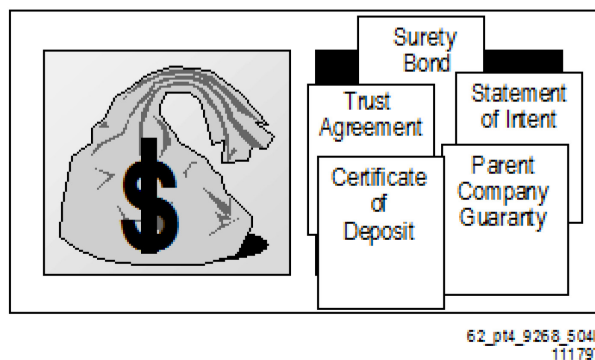 Surety
Bond
Trust
Agreement
Statement
of Intent
Certificate
of
Deposit
Parent
Company
Guaranty
$
62_pt4_9268_504
11179